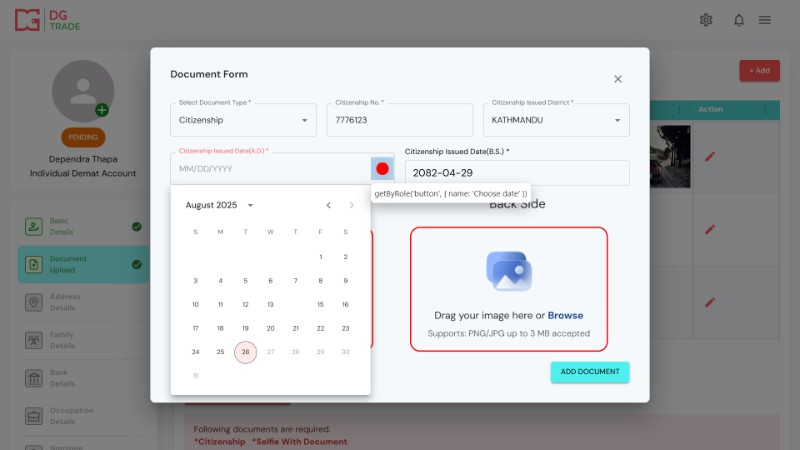 DG
TRADE
Document Form
+ Add
Select Document Type *
Citizenship
Citizenship No. *
7776123
Citizenship Issued District *
KATHMANDU
Action
PENDING
Dependra Thapa
Individual Demat Account
Citizenship Issued Date(A.D.) *
MM/DD/YYYY
Citizenship Issued Date(B.S.) *
2082-04-29
getByRole('button', { name: 'Choose date' })
August 2025
Back Side
S M T W T F S
1 2
3 4 5 6 7 8 9
10 11 12 13 15 16
17 18 19 20 21 22 23
24 25 26 27 28 29 30
31
Drag your image here or Browse
Supports: PNG/JPG up to 3 MB accepted
ADD DOCUMENT
Basic
Details
Document
Upload
Address
Details
Family
Details
Bank
Details
Occupation
Details
Nominee
Following documents are required.
*Citizenship *Selfie With Document